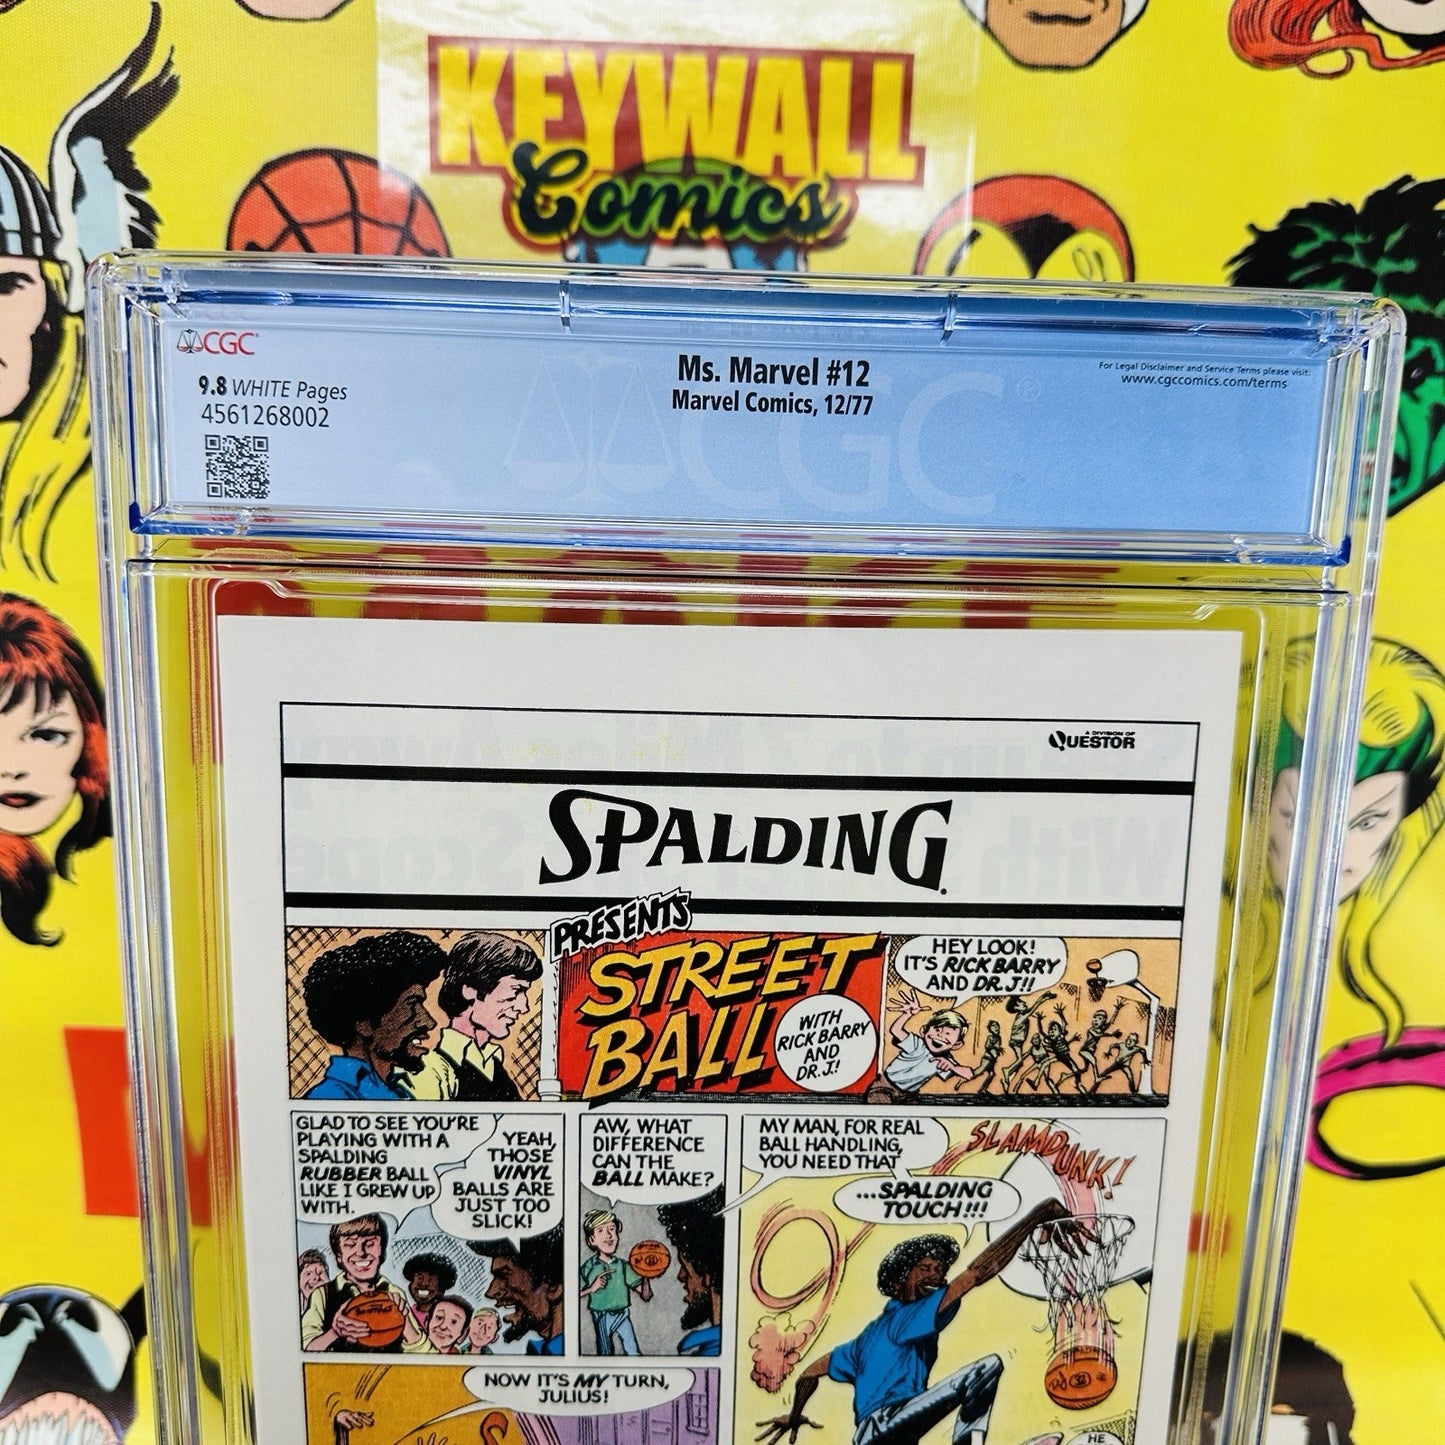 KEYWALL
Comics
CGC
9.8 WHITE Pages
4561268002
Ms. Marvel #12
Marvel Comics, 12/77
For Legal Disclaimer and Service Terms please visit:
www.cgccomics.com/terms
CGC
A DIVISION OF
QUESTOR
SPALDING
PRESENTS
STREET
BALL
WITH
RICK BARRY
AND
DR. J!
HEY LOOK!
IT'S RICK BARRY
AND DR. J!!
GLAD TO SEE YOU'RE
PLAYING WITH A
SPALDING
RUBBER BALL
LIKE I GREW UP
WITH.
YEAH,
THOSE
VINYL
BALLS ARE
JUST TOO
SLICK!
AW, WHAT
DIFFERENCE
CAN THE
BALL MAKE?
MY MAN, FOR REAL
BALL HANDLING,
YOU NEED THAT
...SPALDING
TOUCH!!!
SLAMDUNK!
NOW IT'S MY TURN,
JULIUS!
HE